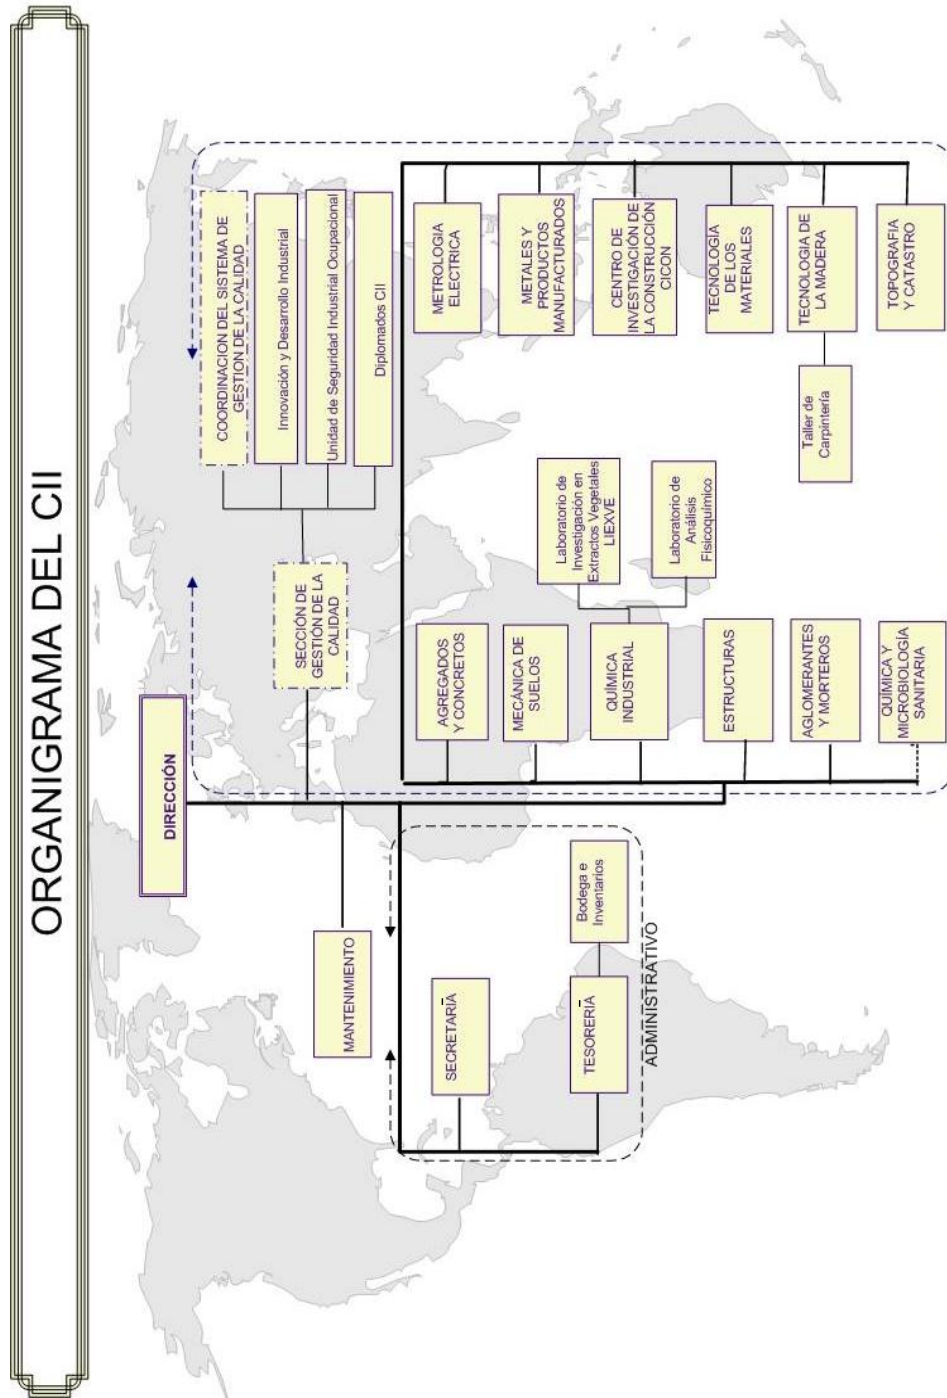 ORGANIGRAMA DEL CII
DIRECCIÓN
MANTENIMIENTO
SECCIÓN DE
GESTIÓN DE LA
CALIDAD
COORDINACION DEL SISTEMA DE
GESTION DE LA CALIDAD
Innovación y Desarrollo Industrial
Unidad de Seguridad Industrial Ocupacional
Diplomados CII
SECRETARÍA
TESORERÍA
Bodega e
Inventarios
ADMINISTRATIVO
AGREGADOS
Y CONCRETOS
MECÁNICA DE
SUELOS
QUÍMICA
INDUSTRIAL
Laboratorio de
Investigación en
Extractos Vegetales
LIEXVE
Laboratorio de
Análisis
Fisicoquímico
ESTRUCTURAS
AGLOMERANTES
Y MORTEROS
QUÍMICA Y
MICROBIOLOGÍA
SANITARIA
METROLOGIA
ELECTRICA
METALES Y
PRODUCTOS
MANUFACTURADOS
CENTRO DE
INVESTIGACIÓN DE
LA CONSTRUCCIÓN
CICON
TECNOLOGÍA
DE LOS
MATERIALES
TECNOLOGIA DE
LA MADERA
Taller de
Carpintería
TOPOGRAFIA
Y CATASTRO